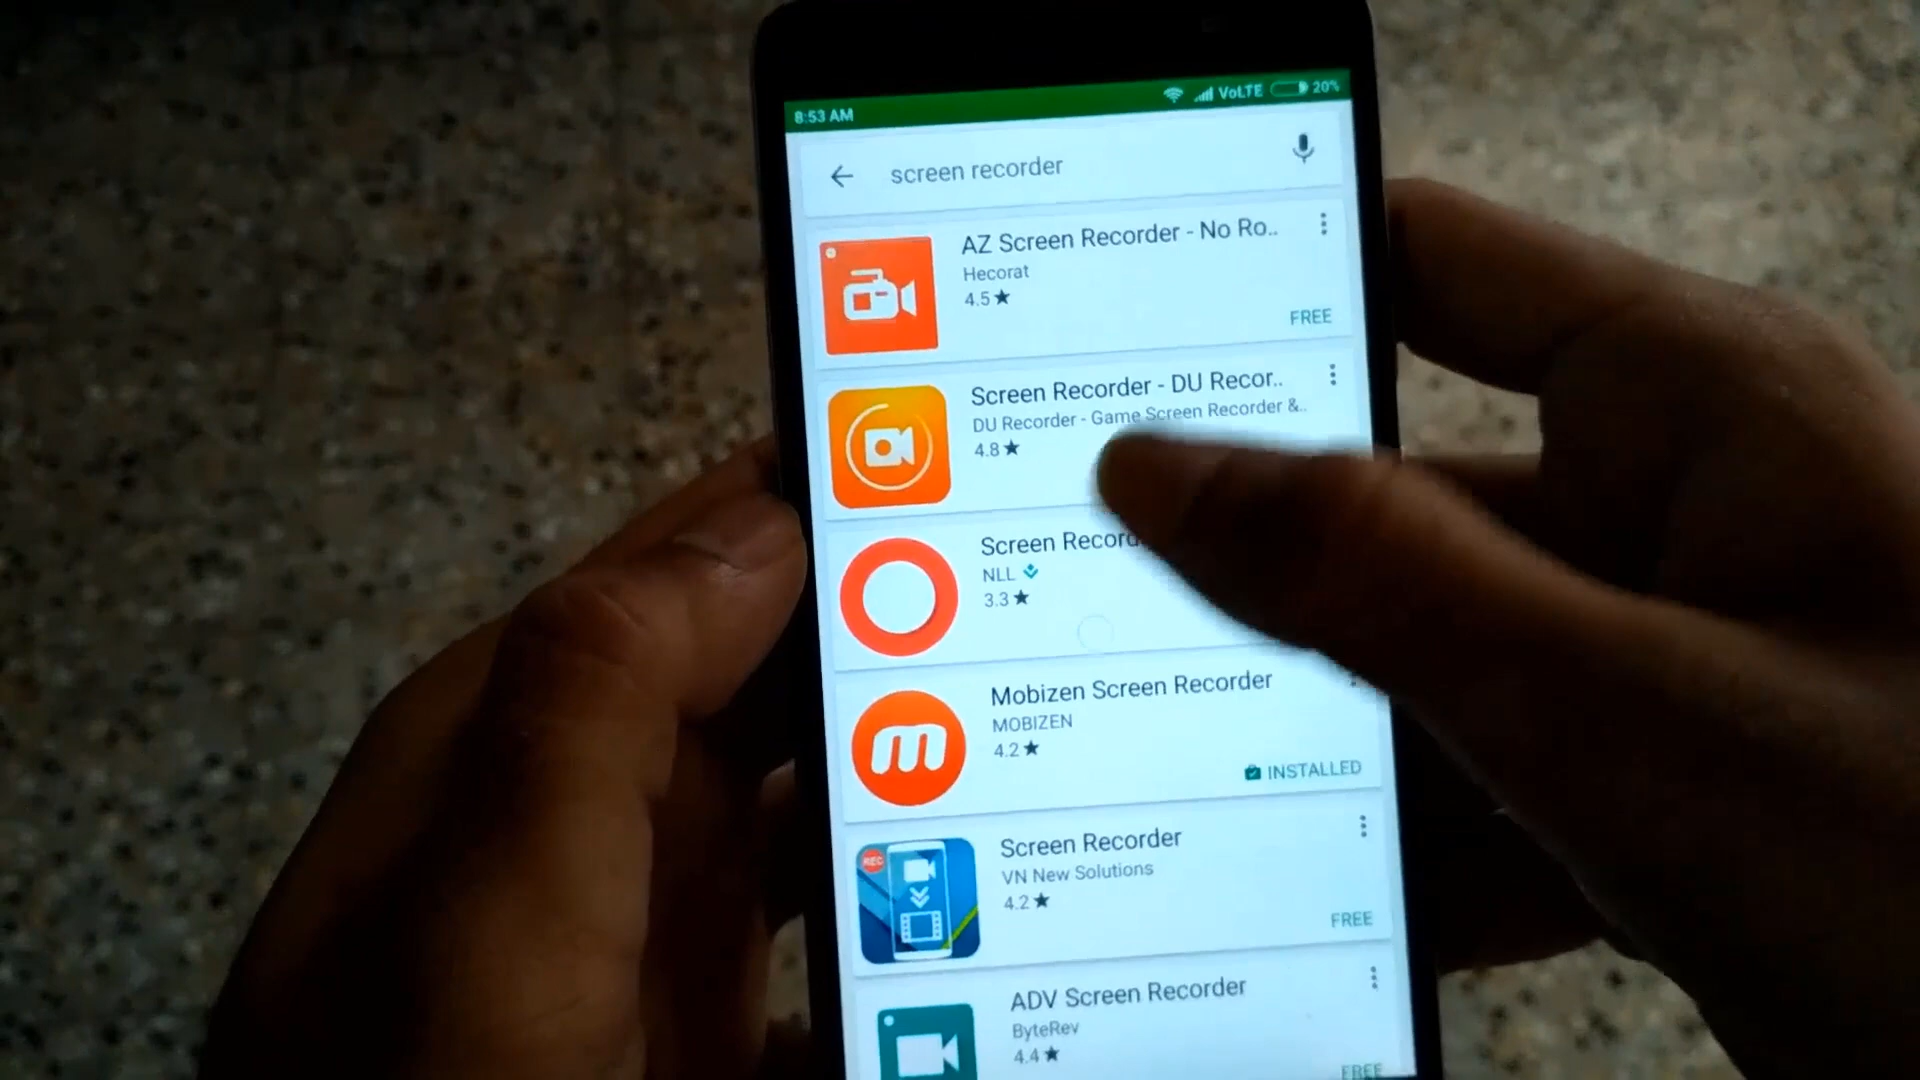 8:53 AM VoLTE 20%
screen recorder
AZ Screen Recorder - No Ro..
Hecorat
4.5★
FREE
Screen Recorder - DU Recor..
DU Recorder - Game Screen Recorder &..
4.8★
Screen
NLL
3.3★
Mobizen Screen Recorder
MOBIZEN
4.2★
INSTALLED
m
REC
Screen Recorder
VN New Solutions
4.2★
FREE
ADV Screen Recorder
ByteRev
4.4★
FREE